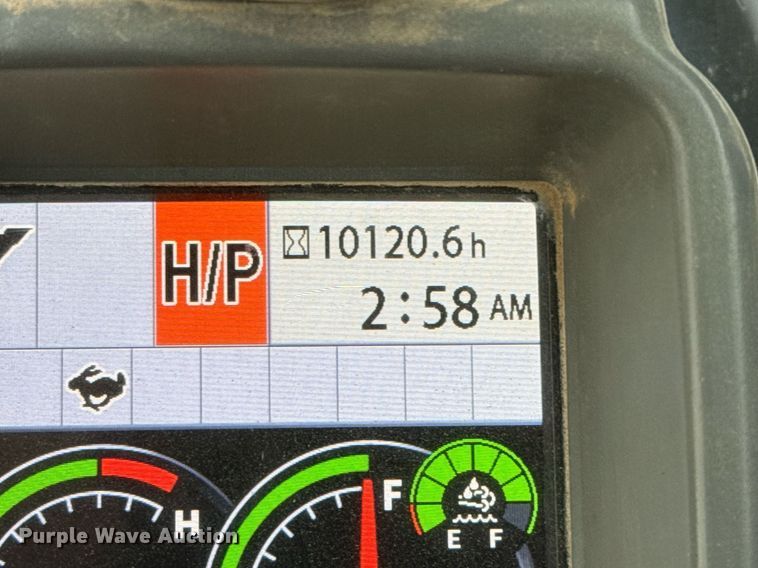 H/P
10120.6 h
2:58 AM
H
F
E F
Purple Wave Auction